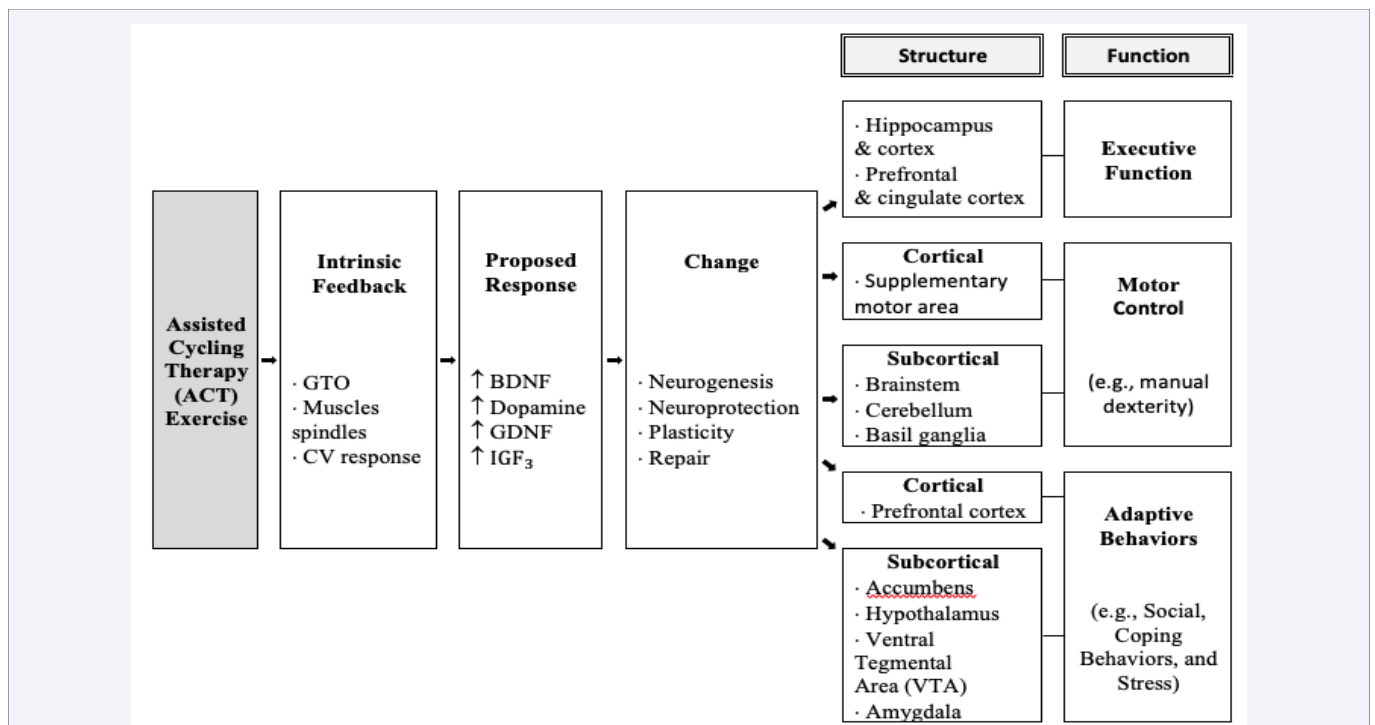 Structure
Function
Assisted
Cycling
Therapy
(ACT)
Exercise
Intrinsic
Feedback
· GTO
· Muscles
spindles
· CV response
Proposed
Response
↑ BDNF
↑ Dopamine
↑ GDNF
↑ IGF₃
Change
· Neurogenesis
· Neuroprotection
· Plasticity
· Repair
· Hippocampus
& cortex
· Prefrontal
& cingulate cortex
Executive
Function
Cortical
· Supplementary
motor area
Subcortical
· Brainstem
· Cerebellum
· Basil ganglia
Motor
Control
(e.g., manual
dexterity)
Cortical
· Prefrontal cortex
Subcortical
· Accumbens
· Hypothalamus
· Ventral
Tegmental
Area (VTA)
· Amygdala
Adaptive
Behaviors
(e.g., Social,
Coping
Behaviors, and
Stress)